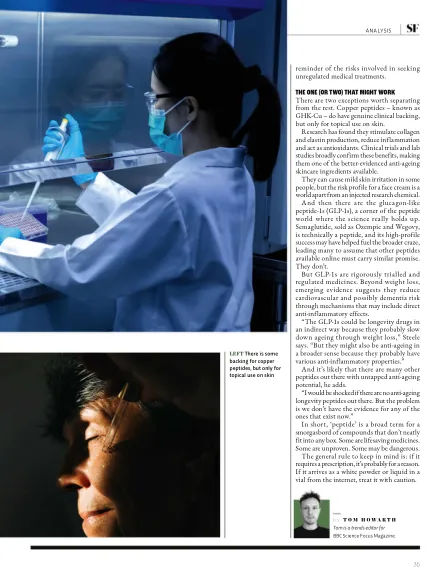 ANALYSIS
SF
reminder of the risks involved in seeking
unregulated medical treatments.
THE ONE (OR TWO) THAT MIGHT WORK
There are two exceptions worth separating
from the rest. Copper peptides – known as
GHK-Cu – do have genuine clinical backing,
but only for topical use on skin.
Research has found they stimulate collagen
and elastin production, reduce inflammation
and act as antioxidants. Clinical trials and lab
studies broadly confirm these benefits, making
them one of the better-evidenced anti-ageing
skincare ingredients available.
They can cause mild skin irritation in some
people, but the risk profile for a face cream is a
world apart from an injected research chemical.
And then there are the glucagon-like
peptide-1s (GLP-1s), a corner of the peptide
world where the science really holds up.
Semaglutide, sold as Ozempic and Wegovy,
is technically a peptide, and its high-profile
success may have helped fuel the broader craze,
leading many to assume that other peptides
available online must carry similar promise.
They don't.
But GLP-1s are rigorously trialled and
regulated medicines. Beyond weight loss,
emerging evidence suggests they reduce
cardiovascular and possibly dementia risk
through mechanisms that may include direct
anti-inflammatory effects.
“The GLP-1s could be longevity drugs in
an indirect way because they probably slow
down ageing through weight loss,” Steele
says. “But they might also be anti-ageing in
a broader sense because they probably have
various anti-inflammatory properties.”
And it's likely that there are many other
peptides out there with untapped anti-ageing
potential, he adds.
“I would be shocked if there are no anti-ageing
longevity peptides out there. But the problem
is we don't have the evidence for any of the
ones that exist now.”
In short, ‘peptide’ is a broad term for a
smorgasbord of compounds that don't neatly
fit into any box. Some are lifesaving medicines.
Some are unproven. Some may be dangerous.
The general rule to keep in mind is: if it
requires a prescription, it's probably for a reason.
If it arrives as a white powder or liquid in a
vial from the internet, treat it with caution.
LEFT There is some
backing for copper
peptides, but only for
topical use on skin
by TOM HOWARTH
Tom is a trends editor for
BBC Science Focus Magazine.